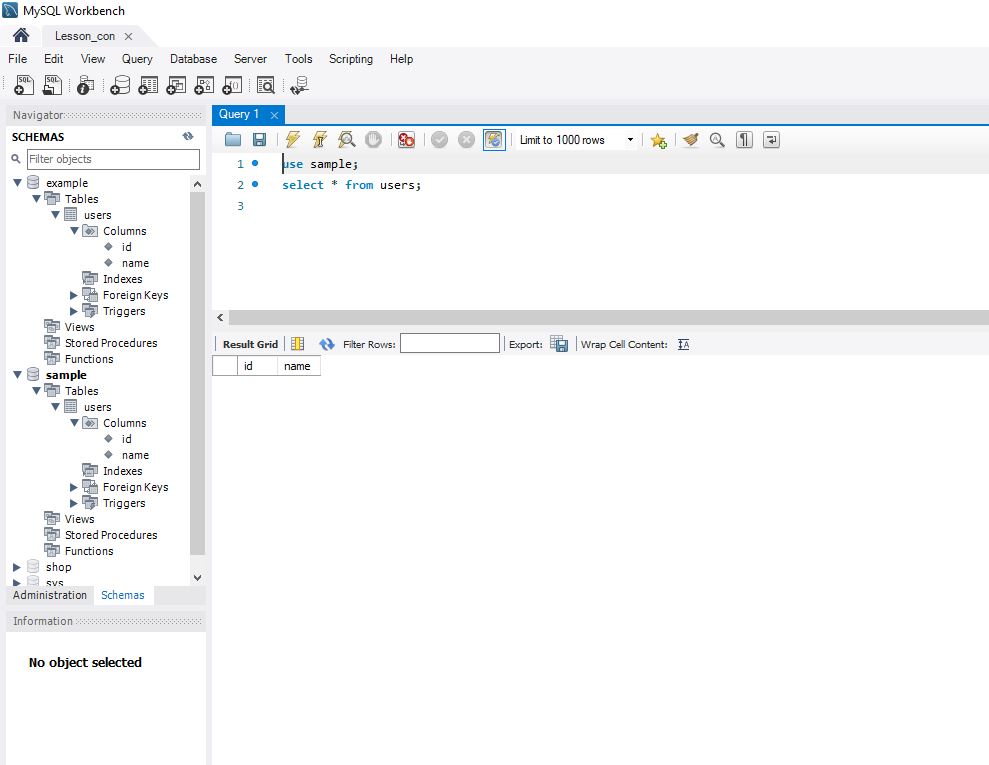 MySQL Workbench
Lesson_con
File Edit View Query Database Server Tools Scripting Help
Navigator
SCHEMAS
Filter objects
example
Tables
users
Columns
id
name
Indexes
Foreign Keys
Triggers
Views
Stored Procedures
Functions
sample
Tables
users
Columns
id
name
Indexes
Foreign Keys
Triggers
Views
Stored Procedures
Functions
shop
sys
Administration Schemas
Information
No object selected
Query 1
Limit to 1000 rows
1 use sample;
2 select * from users;
3
Result Grid Filter Rows: Export: Wrap Cell Content:
id name